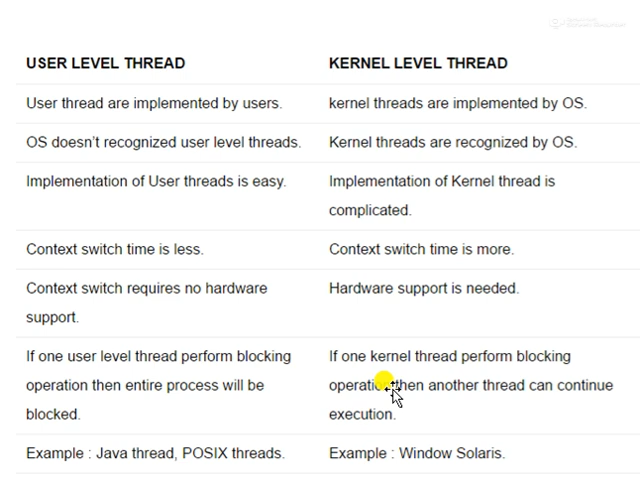 USER LEVEL THREAD KERNEL LEVEL THREAD
User thread are implemented by users. kernel threads are implemented by OS.
OS doesn't recognized user level threads. Kernel threads are recognized by OS.
Implementation of User threads is easy. Implementation of Kernel thread is
complicated.
Context switch time is less. Context switch time is more.
Context switch requires no hardware Hardware support is needed.
support.
If one user level thread perform blocking If one kernel thread perform blocking
operation then entire process will be operation then another thread can continue
blocked. execution.
Example : Java thread, POSIX threads. Example : Window Solaris.